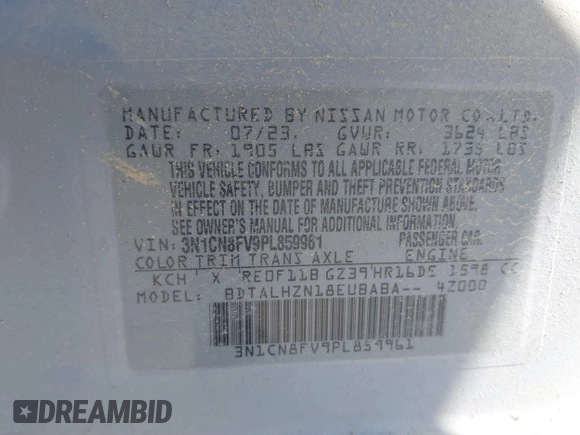 MANUFACTURED BY NISSAN MOTOR CO.,LTD.
DATE: 07/23. GVWR: 3624 LBS
GAWR FR: 1905 LBS GAWR RR: 1739 LBS
THIS VEHICLE CONFORMS TO ALL APPLICABLE FEDERAL MOTOR
VEHICLE SAFETY, BUMPER AND THEFT PREVENTION STANDARDS
IN EFFECT ON THE DATE OF MANUFACTURE SHOWN ABOVE.
SEE OWNER'S MANUAL FOR ADDITIONAL INFORMATION
VIN: 3N1CN8FV9PL859961 PASSENGER CAR.
COLOR TRIM TRANS AXLE ENGINE
KCH X RE0F11B GZ39 HR16DE 1598 CC
BDTALHZN18EUBABA-- 4Z000
3N1CN8FV9PL859961
DREAMBID